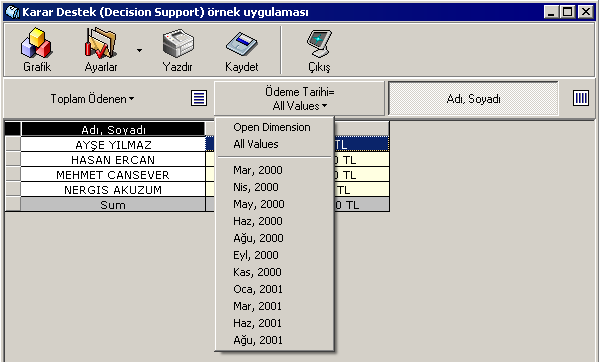 Karar Destek (Decision Support) örnek uygulaması
Grafik Ayarlar Yazdır Kaydet Çıkış
Toplam Ödenen Ödeme Tarihi= Adı, Soyadı
All Values
Adı, Soyadı
AYŞE YILMAZ TL
HASAN ERCAN 0 TL
MEHMET CANSEVER 0 TL
NERGIS AKUZUM 0 TL
Sum 0 TL
Open Dimension
All Values
Mar, 2000
Nis, 2000
May, 2000
Haz, 2000
Ağu, 2000
Eyl, 2000
Kas, 2000
Oca, 2001
Mar, 2001
Haz, 2001
Ağu, 2001